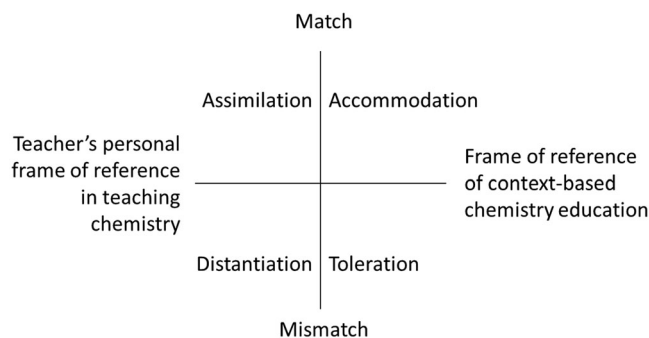 Match
Assimilation
Accommodation
Teacher's personal
frame of reference
in teaching
chemistry
Frame of reference
of context-based
chemistry education
Distantiation
Toleration
Mismatch